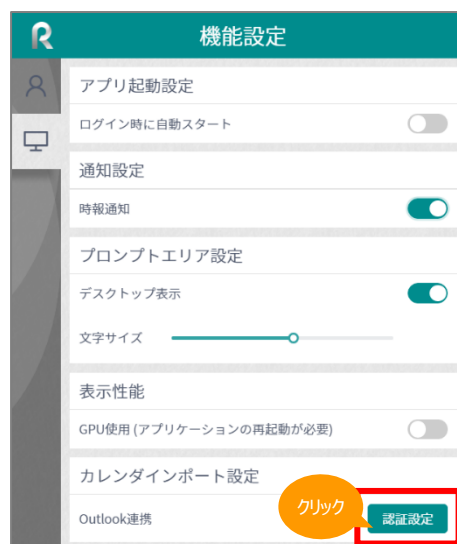 R
機能設定
アプリ起動設定
ログイン時に自動スタート
通知設定
時報通知
プロンプトエリア設定
デスクトップ表示
文字サイズ
表示性能
GPU使用 (アプリケーションの再起動が必要)
カレンダインポート設定
Outlook連携
クリック
認証設定